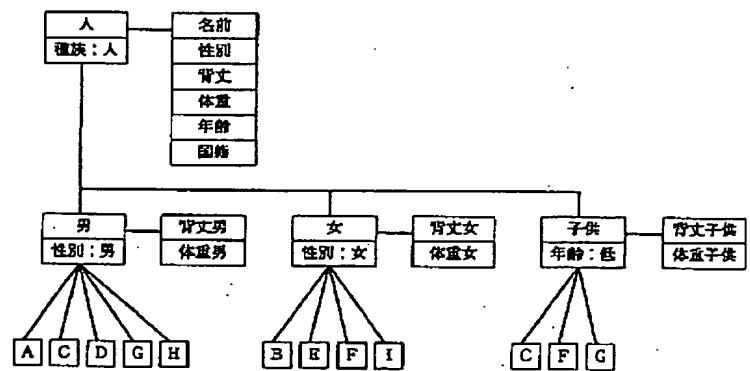 人
種族：人
名前
性別
背丈
体重
年齢
国籍
男
性別：男
背丈男
体重男
女
性別：女
背丈女
体重女
子供
年齢：低
背丈子供
体重子供
A C D G H
B E F I
C F G